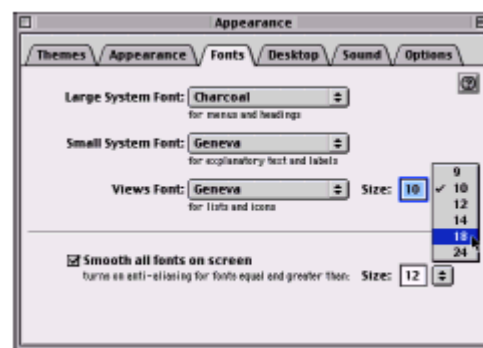 Appearance
Themes Appearance Fonts Desktop Sound Options
Large System Font: Charcoal
for menus and headings
Small System Font: Geneva
for explanatory text and labels
Views Font: Geneva Size: 10
for lists and icons
9
✓ 10
12
14
18
24
Smooth all fonts on screen
turns on anti-aliasing for fonts equal and greater then: Size: 12